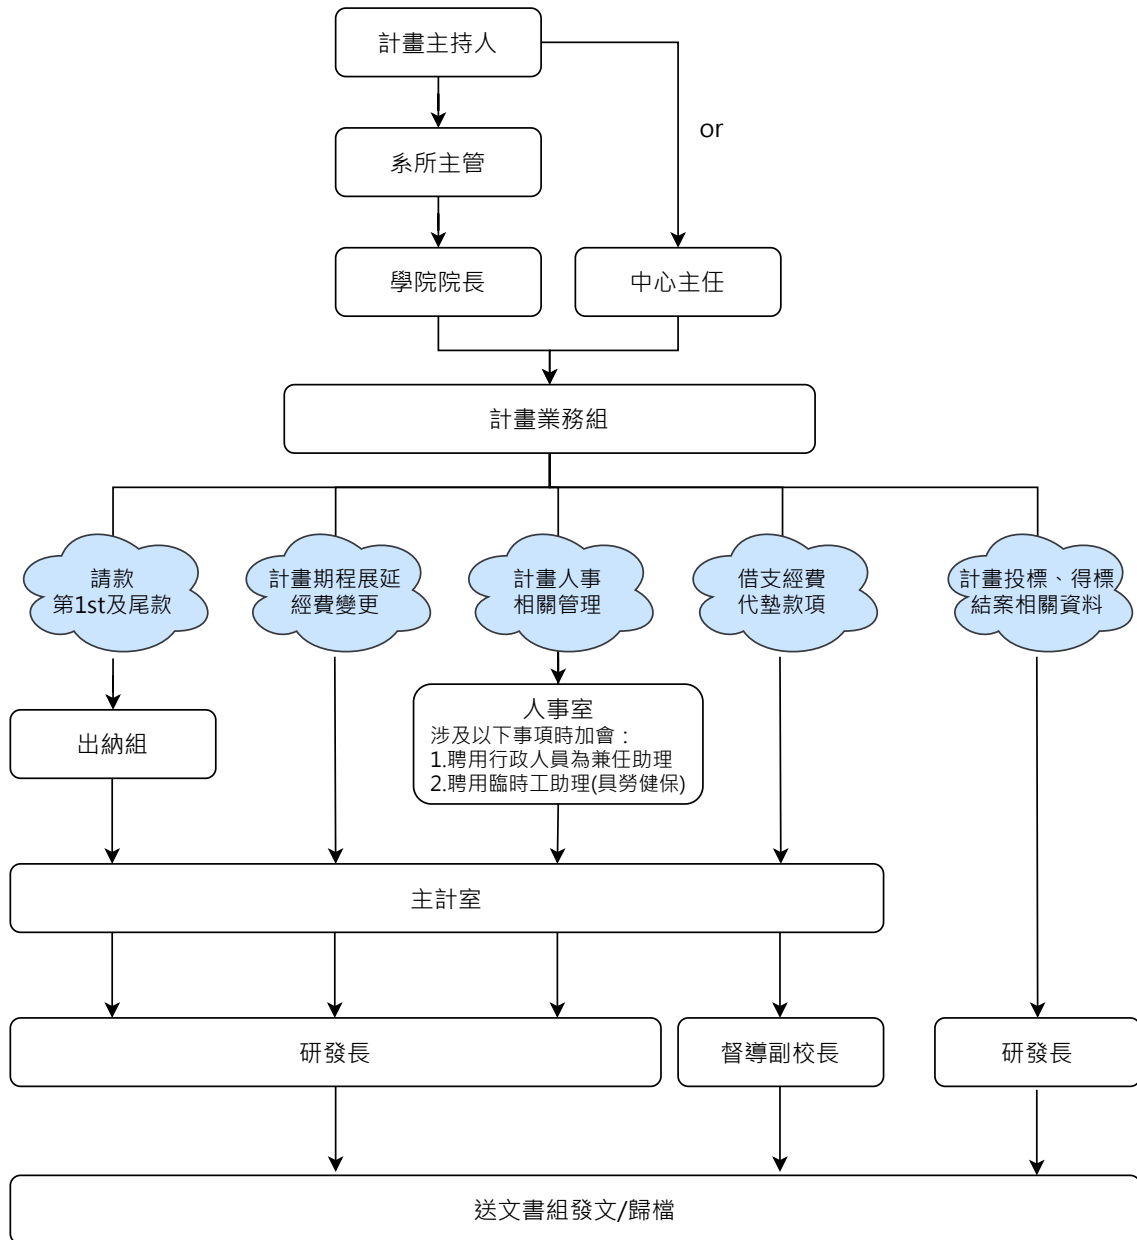 計畫主持人
or
系所主管
學院院長
中心主任
計畫業務組
請款
第1st及尾款
計畫期程展延
經費變更
計畫人事
相關管理
借支經費
代墊款項
計畫投標、得標
結案相關資料
出納組
人事室
涉及以下事項時加會：
1.聘用行政人員為兼任助理
2.聘用臨時工助理(具勞健保)
主計室
研發長
督導副校長
研發長
送文書組發文/歸檔